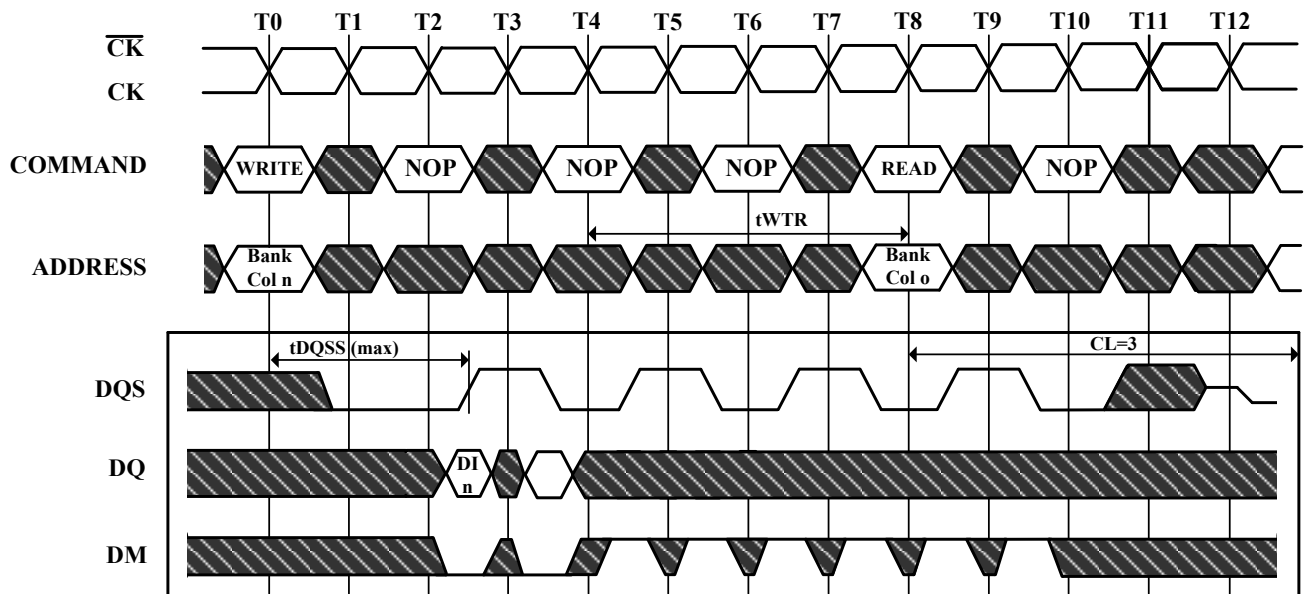 T0 T1 T2 T3 T4 T5 T6 T7 T8 T9 T10 T11 T12
CK
CK
COMMAND WRITE NOP NOP NOP READ NOP
tWTR
ADDRESS Bank Col n Bank Col o
tDQSS (max) CL=3
DQS
DQ DI n
DM